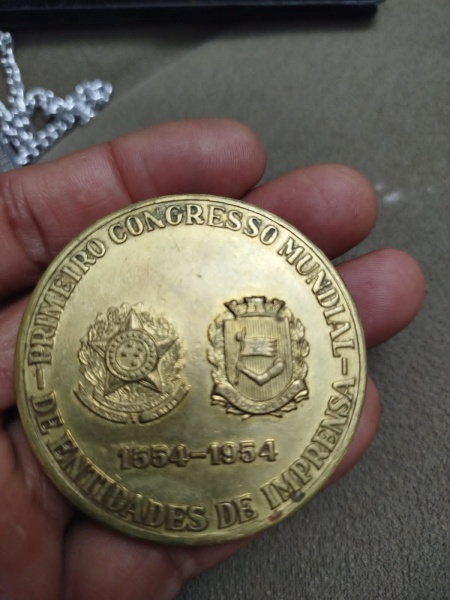 PRIMEIRO CONGRESSO MUNDIAL
DE ENTIDADES DE IMPRENSA
1554-1954